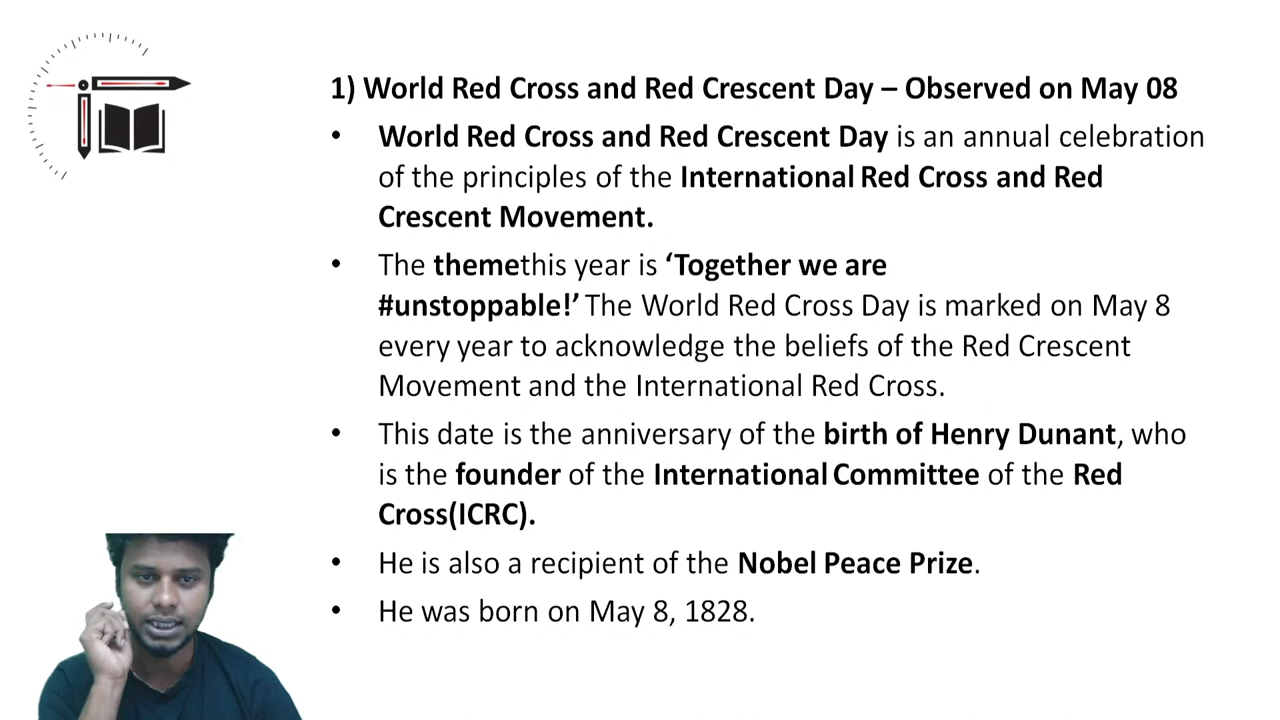 1) World Red Cross and Red Crescent Day – Observed on May 08
• World Red Cross and Red Crescent Day is an annual celebration
of the principles of the International Red Cross and Red
Crescent Movement.
• The themethis year is ‘Together we are
#unstoppable!’ The World Red Cross Day is marked on May 8
every year to acknowledge the beliefs of the Red Crescent
Movement and the International Red Cross.
• This date is the anniversary of the birth of Henry Dunant, who
is the founder of the International Committee of the Red
Cross(ICRC).
• He is also a recipient of the Nobel Peace Prize.
• He was born on May 8, 1828.